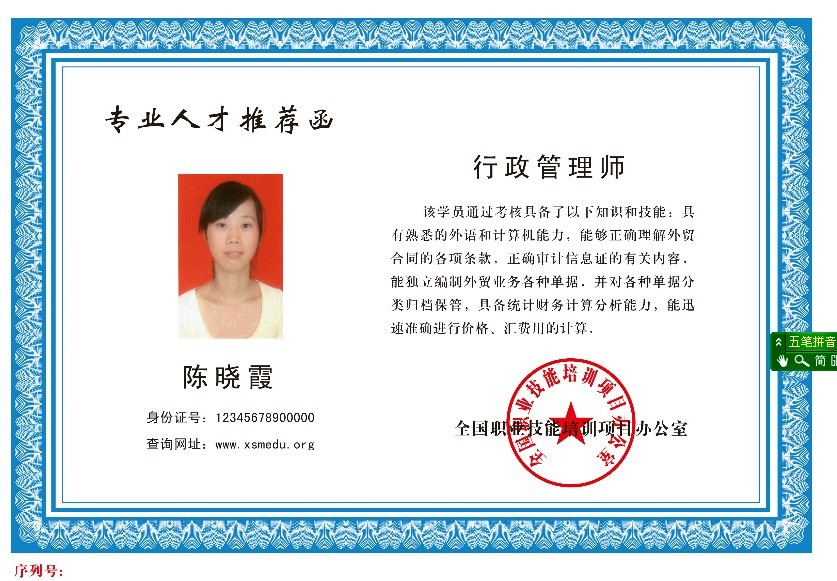 专业人才推荐函
行政管理师
该学员通过考核具备了以下知识和技能：具
有熟悉的外语和计算机能力，能够正确理解外贸
合同的各项条款，正确审计信息证的有关内容，
能独立编制外贸业务各种单据，并对各种单据分
类归档保管，具备统计财务计算分析能力，能迅
速准确进行价格、汇费用的计算．
陈晓霞
身份证号：12345678900000
查询网址：www.xsmedu.org
全国职业技能培训项目办公室
全国职业技能培训项目办公室
五笔拼音
简
序列号：